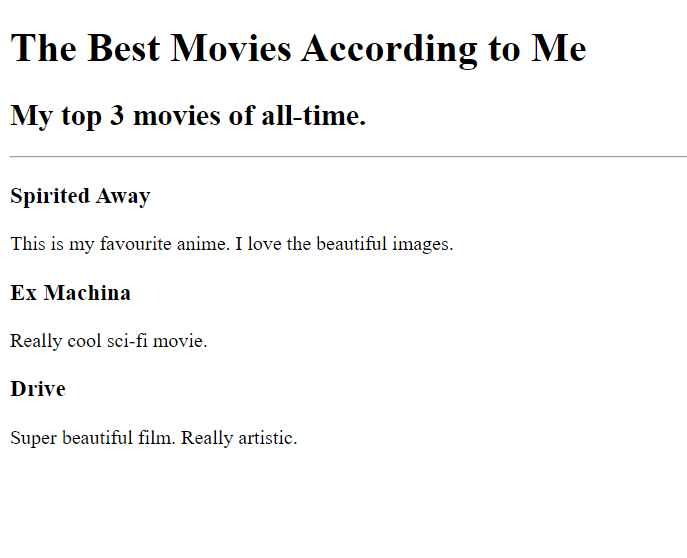 The Best Movies According to Me
My top 3 movies of all-time.
Spirited Away
This is my favourite anime. I love the beautiful images.
Ex Machina
Really cool sci-fi movie.
Drive
Super beautiful film. Really artistic.